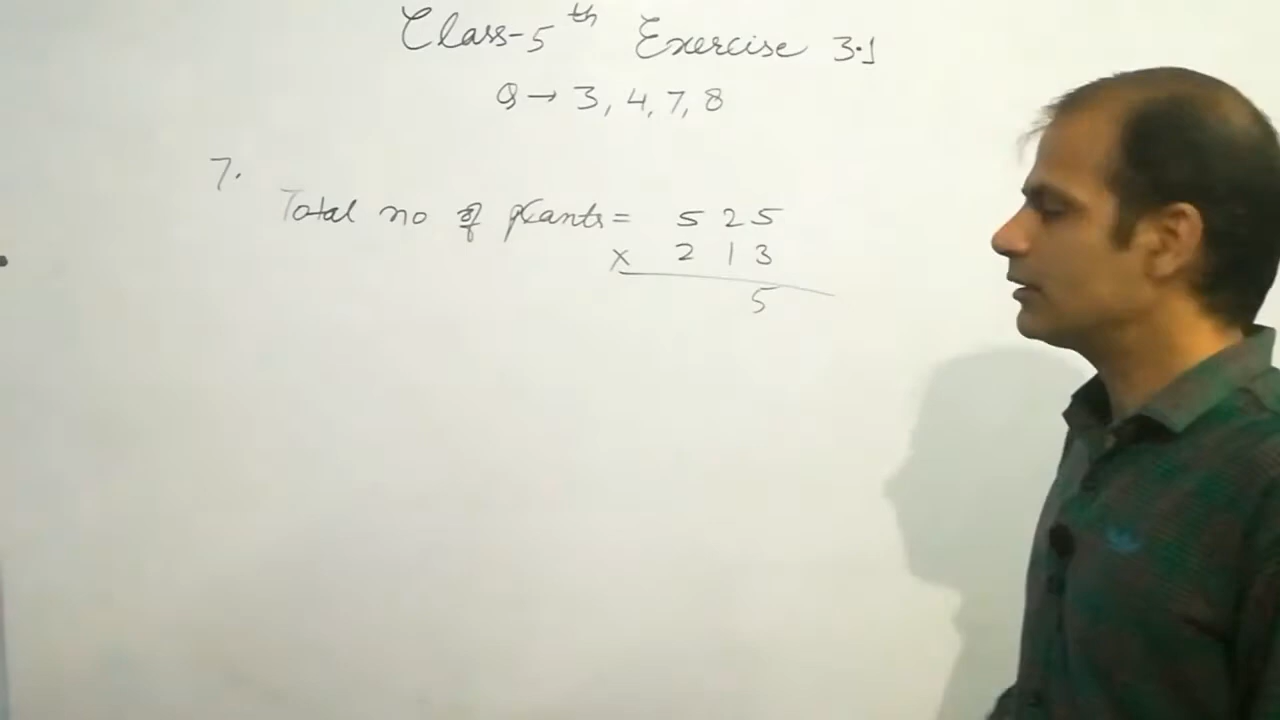 Class-5th Exercise 3.1
Q → 3, 4, 7, 8
7.
Total no of plants = 525
x 213
5